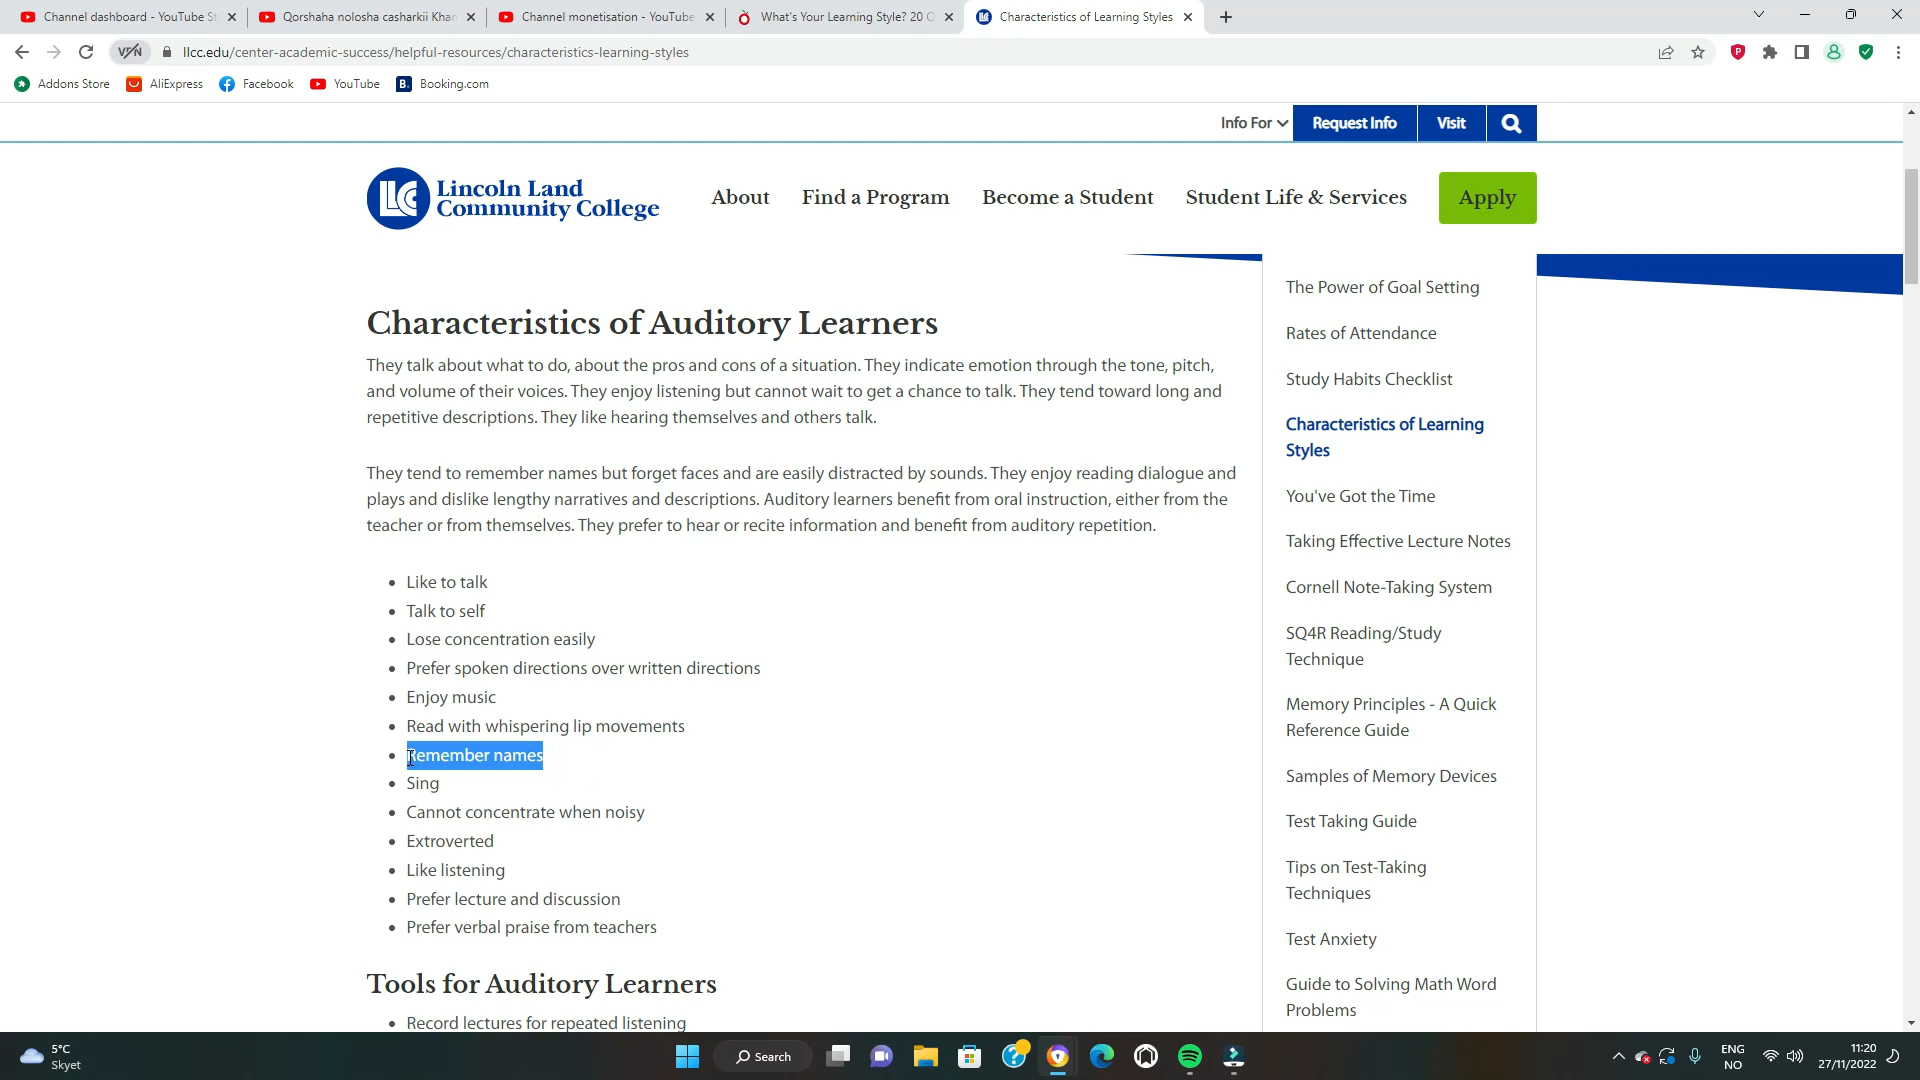 Channel dashboard - YouTube St
Qorshaha nolosha casharkii Khan
Channel monetisation - YouTube
What's Your Learning Style? 20 Q
Characteristics of Learning Styles
VPN
llcc.edu/center-academic-success/helpful-resources/characteristics-learning-styles
Addons Store
AliExpress
Facebook
YouTube
B. Booking.com
Info For
Request Info
Visit
LLC Lincoln Land
Community College
About
Find a Program
Become a Student
Student Life & Services
Apply
Characteristics of Auditory Learners
They talk about what to do, about the pros and cons of a situation. They indicate emotion through the tone, pitch,
and volume of their voices. They enjoy listening but cannot wait to get a chance to talk. They tend toward long and
repetitive descriptions. They like hearing themselves and others talk.
They tend to remember names but forget faces and are easily distracted by sounds. They enjoy reading dialogue and
plays and dislike lengthy narratives and descriptions. Auditory learners benefit from oral instruction, either from the
teacher or from themselves. They prefer to hear or recite information and benefit from auditory repetition.
• Like to talk
• Talk to self
• Lose concentration easily
• Prefer spoken directions over written directions
• Enjoy music
• Read with whispering lip movements
• Remember names
• Sing
• Cannot concentrate when noisy
• Extroverted
• Like listening
• Prefer lecture and discussion
• Prefer verbal praise from teachers
Tools for Auditory Learners
• Record lectures for repeated listening
The Power of Goal Setting
Rates of Attendance
Study Habits Checklist
Characteristics of Learning
Styles
You've Got the Time
Taking Effective Lecture Notes
Cornell Note-Taking System
SQ4R Reading/Study
Technique
Memory Principles - A Quick
Reference Guide
Samples of Memory Devices
Test Taking Guide
Tips on Test-Taking
Techniques
Test Anxiety
Guide to Solving Math Word
Problems
5°C
Skyet
Search
ENG
NO
11:20
27/11/2022